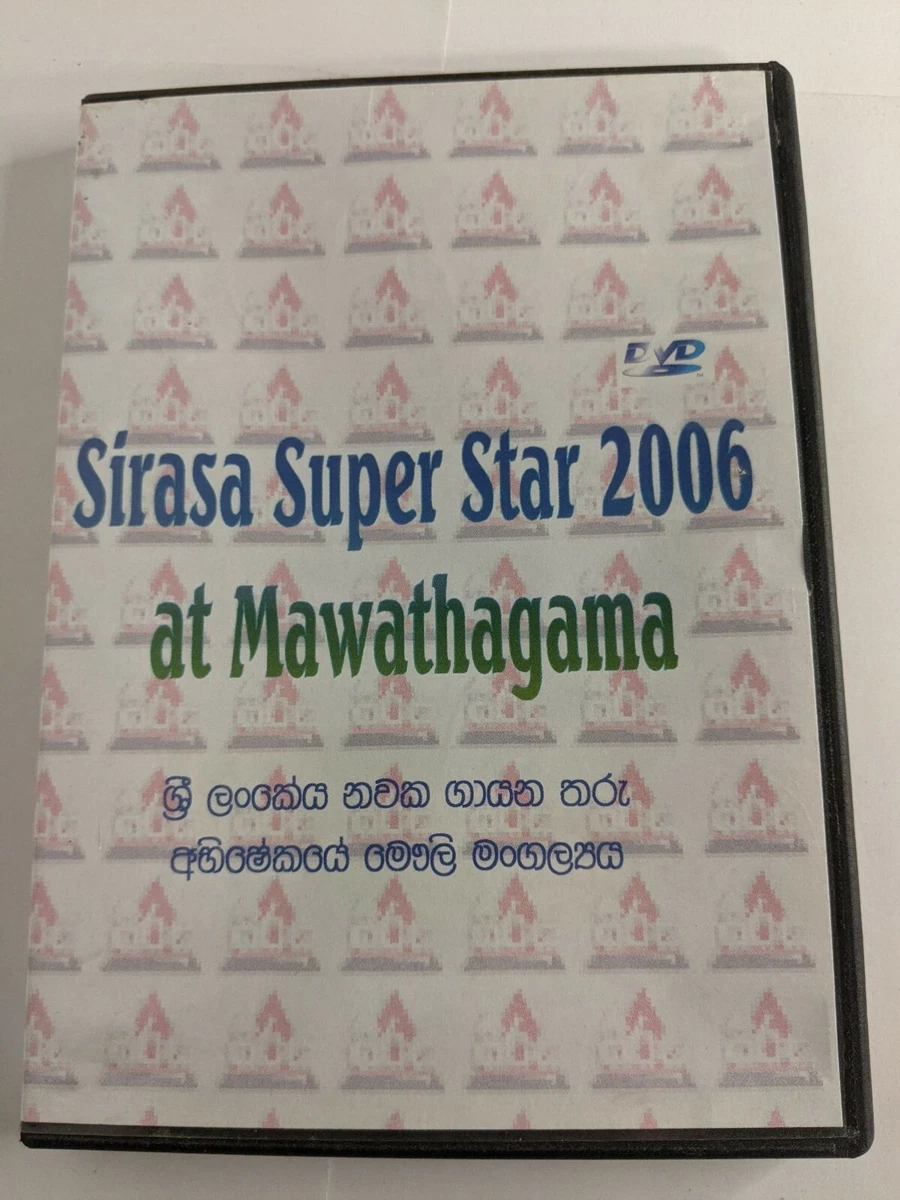 DVD
Sirasa Super Star 2006
at Mawathagama
ශ්‍රී ලංකේය නවක ගායන තරු
අභිෂේකයේ මෞලි මංගල්‍යය